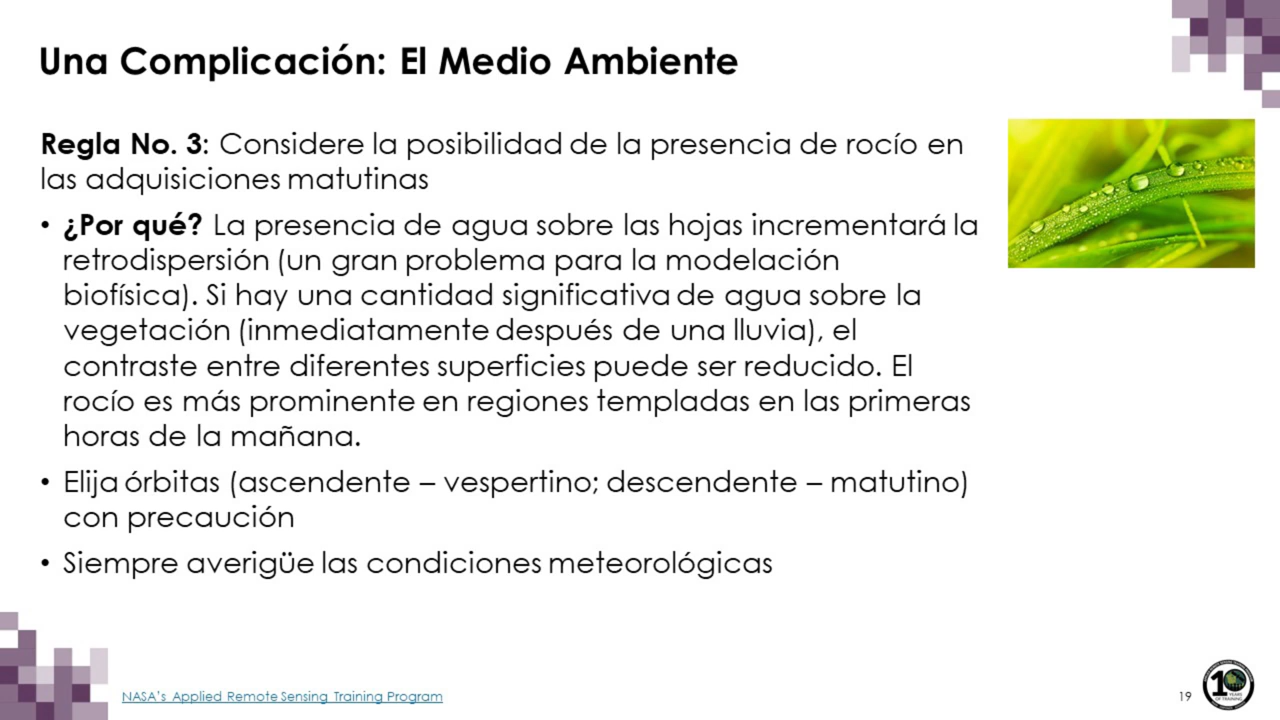 Una Complicación: El Medio Ambiente
Regla No. 3: Considere la posibilidad de la presencia de rocío en
las adquisiciones matutinas
• ¿Por qué? La presencia de agua sobre las hojas incrementará la
retrodispersión (un gran problema para la modelación
biofísica). Si hay una cantidad significativa de agua sobre la
vegetación (inmediatamente después de una lluvia), el
contraste entre diferentes superficies puede ser reducido. El
rocío es más prominente en regiones templadas en las primeras
horas de la mañana.
• Elija órbitas (ascendente – vespertino; descendente – matutino)
con precaución
• Siempre averigüe las condiciones meteorológicas
NASA's Applied Remote Sensing Training Program
19
10
YEARS
OF TRAINING